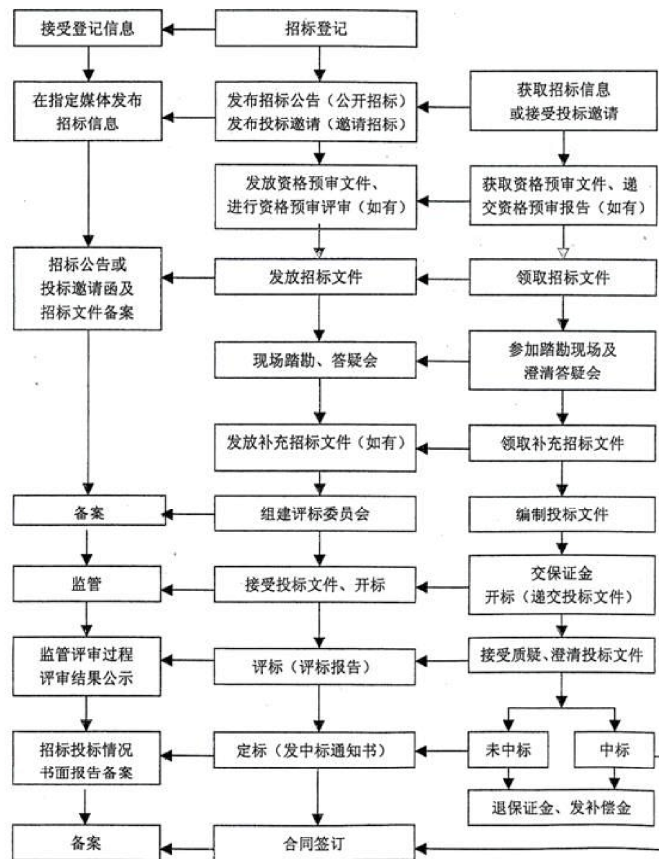 接受登记信息
招标登记
在指定媒体发布
招标信息
发布招标公告（公开招标）
发布投标邀请（邀请招标）
获取招标信息
或接受投标邀请
发放资格预审文件、
进行资格预审评审（如有）
获取资格预审文件、递
交资格预审报告（如有）
招标公告或
投标邀请函及
招标文件备案
发放招标文件
领取招标文件
现场踏勘、答疑会
参加踏勘现场及
澄清答疑会
发放补充招标文件（如有）
领取补充招标文件
备案
组建评标委员会
编制投标文件
监管
接受投标文件、开标
交保证金
开标（递交投标文件）
监管评审过程
评审结果公示
评标（评标报告）
接受质疑、澄清投标文件
招标投标情况
书面报告备案
定标（发中标通知书）
未中标
中标
退保证金、发补偿金
备案
合同签订